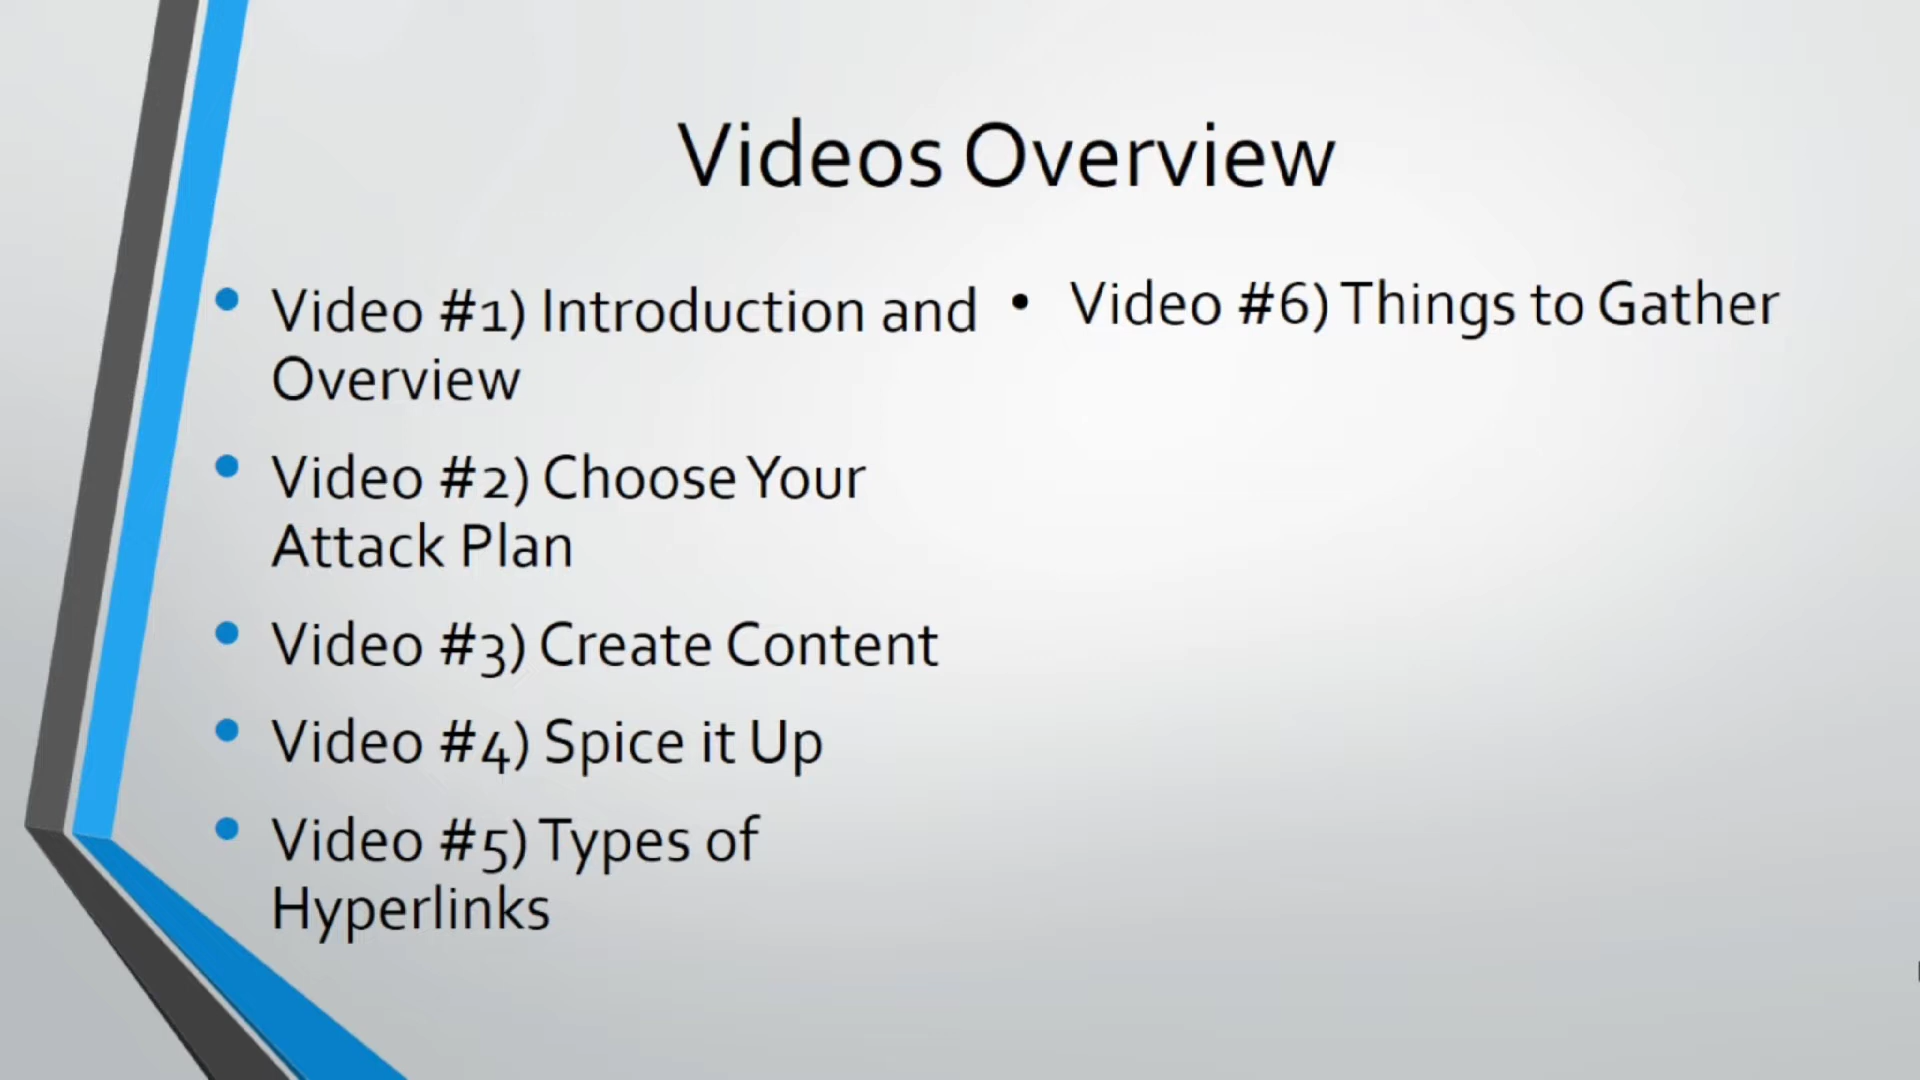 Videos Overview
• Video #1) Introduction and
Overview
• Video #2) Choose Your
Attack Plan
• Video #3) Create Content
• Video #4) Spice it Up
• Video #5) Types of
Hyperlinks
• Video #6) Things to Gather